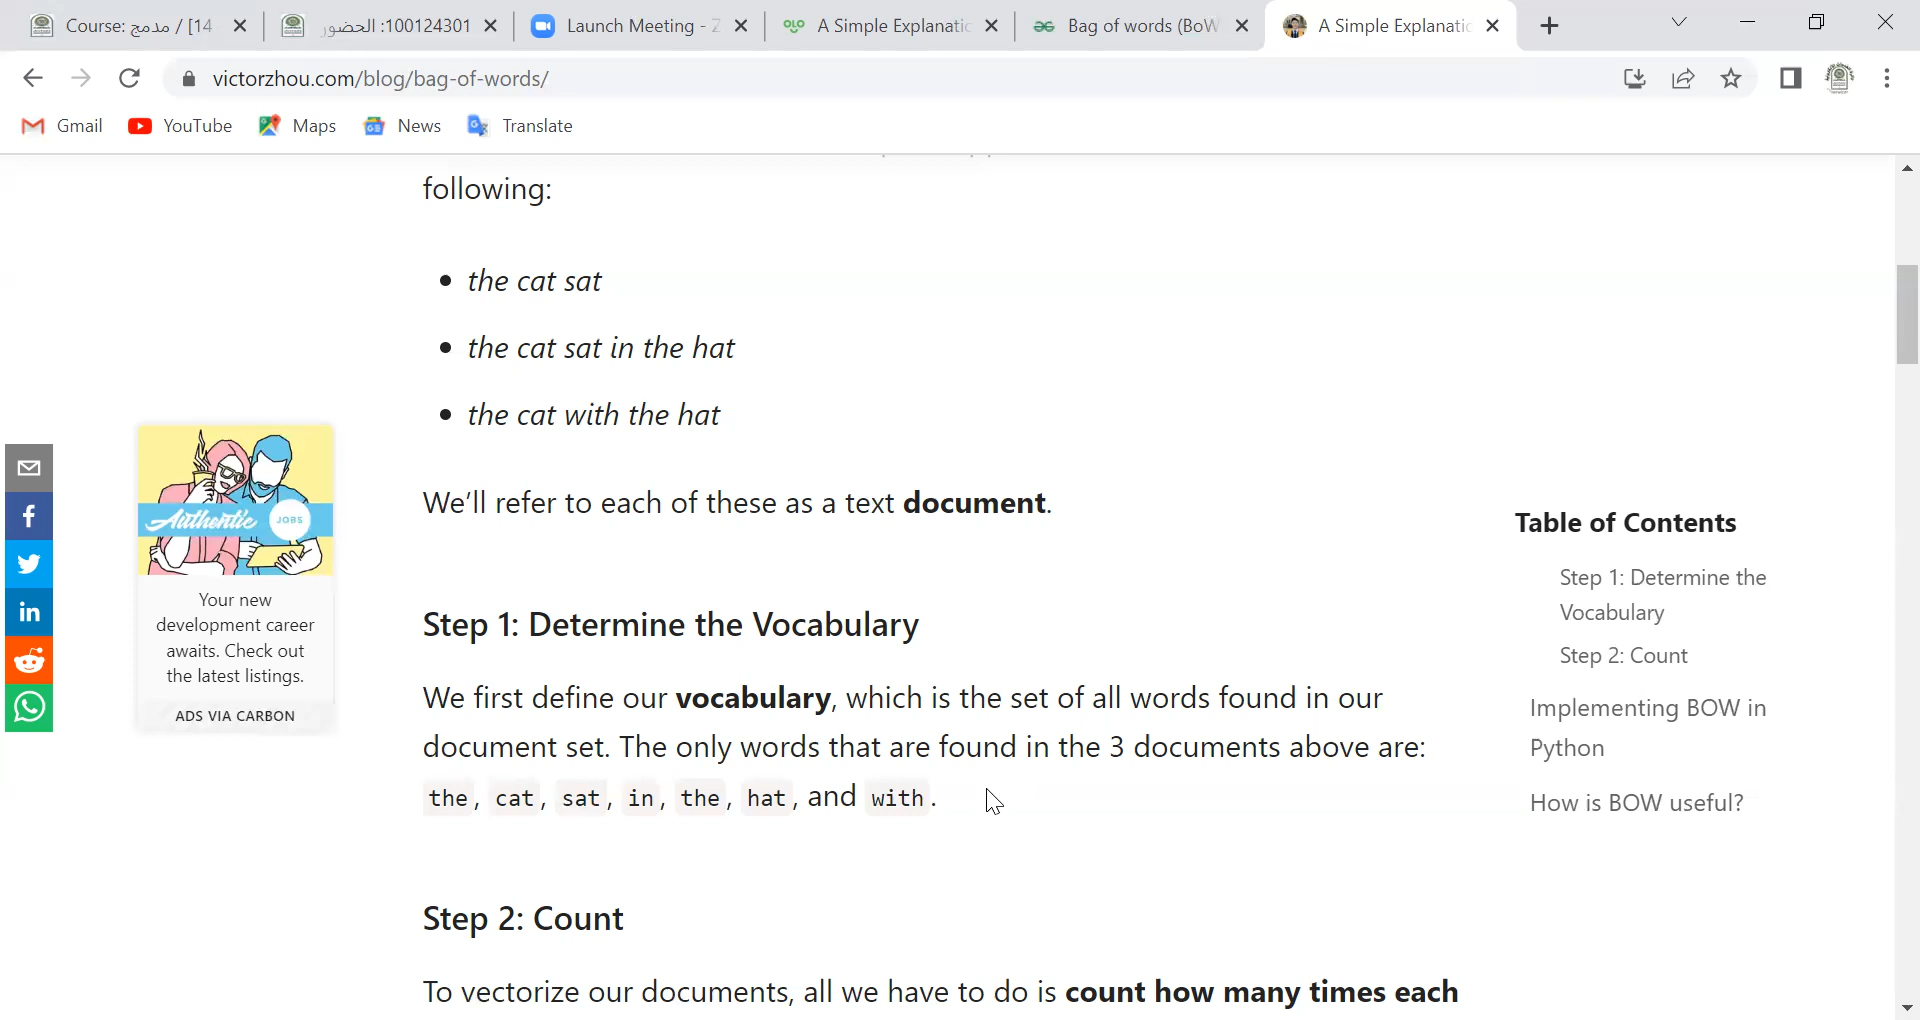 Course: مدمج / [14
100124301: الحضور
Launch Meeting - Z
A Simple Explanatic
Bag of words (BoW
A Simple Explanatic
victorzhou.com/blog/bag-of-words/
Gmail
YouTube
Maps
News
Translate
following:
• the cat sat
• the cat sat in the hat
• the cat with the hat
We’ll refer to each of these as a text document.
Step 1: Determine the Vocabulary
We first define our vocabulary, which is the set of all words found in our
document set. The only words that are found in the 3 documents above are:
the, cat, sat, in, the, hat, and with.
Step 2: Count
To vectorize our documents, all we have to do is count how many times each
Authentic JOBS
Your new
development career
awaits. Check out
the latest listings.
ADS VIA CARBON
Table of Contents
Step 1: Determine the
Vocabulary
Step 2: Count
Implementing BOW in
Python
How is BOW useful?